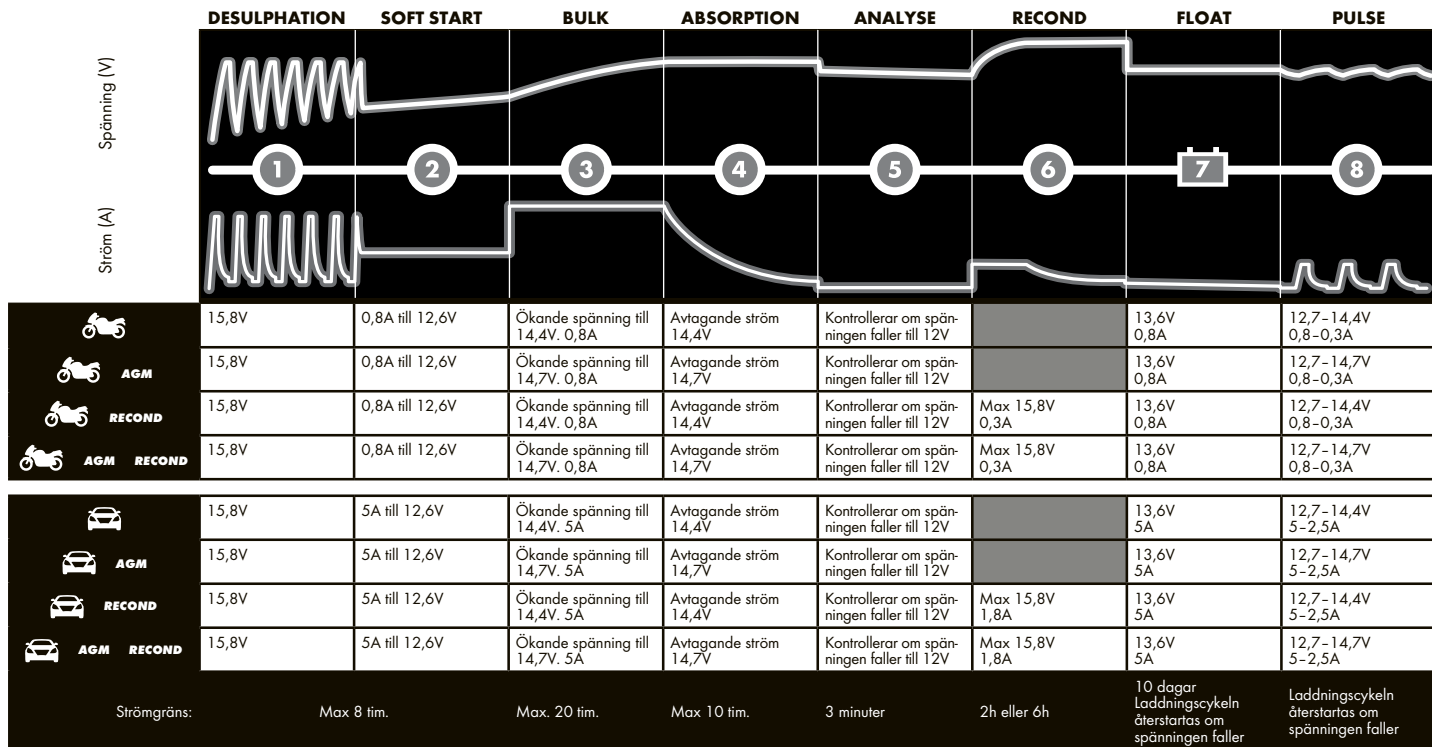 DESULPHATION SOFT START BULK ABSORPTION ANALYSE RECOND FLOAT PULSE
Spänning (V)
1 2 3 4 5 6 7 8
Ström (A)
15,8V 0,8A till 12,6V Ökande spänning till Avtagande ström Kontrollerar om spän- 13,6V 12,7–14,4V
14,4V. 0,8A 14,4V ningen faller till 12V 0,8A 0,8–0,3A
AGM 15,8V 0,8A till 12,6V Ökande spänning till Avtagande ström Kontrollerar om spän- 13,6V 12,7–14,7V
14,7V. 0,8A 14,7V ningen faller till 12V 0,8A 0,8–0,3A
RECOND 15,8V 0,8A till 12,6V Ökande spänning till Avtagande ström Kontrollerar om spän- Max 15,8V 13,6V 12,7–14,4V
14,4V. 0,8A 14,4V ningen faller till 12V 0,3A 0,8A 0,8–0,3A
AGM RECOND 15,8V 0,8A till 12,6V Ökande spänning till Avtagande ström Kontrollerar om spän- Max 15,8V 13,6V 12,7–14,7V
14,7V. 0,8A 14,7V ningen faller till 12V 0,3A 0,8A 0,8–0,3A
15,8V 5A till 12,6V Ökande spänning till Avtagande ström Kontrollerar om spän- 13,6V 12,7–14,4V
14,4V. 5A 14,4V ningen faller till 12V 5A 5–2,5A
AGM 15,8V 5A till 12,6V Ökande spänning till Avtagande ström Kontrollerar om spän- 13,6V 12,7–14,7V
14,7V. 5A 14,7V ningen faller till 12V 5A 5–2,5A
RECOND 15,8V 5A till 12,6V Ökande spänning till Avtagande ström Kontrollerar om spän- Max 15,8V 13,6V 12,7–14,4V
14,4V. 5A 14,4V ningen faller till 12V 1,8A 5A 5–2,5A
AGM RECOND 15,8V 5A till 12,6V Ökande spänning till Avtagande ström Kontrollerar om spän- Max 15,8V 13,6V 12,7–14,7V
14,7V. 5A 14,7V ningen faller till 12V 1,8A 5A 5–2,5A
Strömgräns: Max 8 tim. Max. 20 tim. Max 10 tim. 3 minuter 2h eller 6h
10 dagar
Laddningscykeln
återstartas om
spänningen faller
Laddningscykeln
återstartas om
spänningen faller